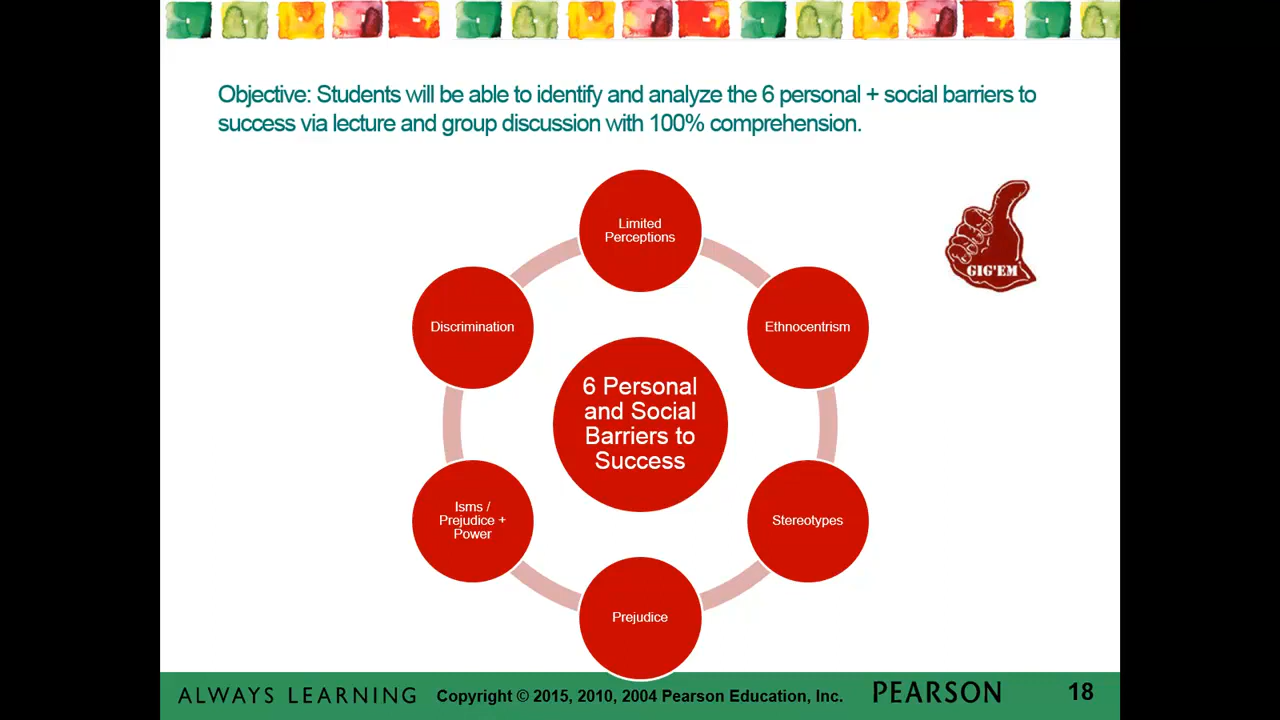 Objective: Students will be able to identify and analyze the 6 personal + social barriers to
success via lecture and group discussion with 100% comprehension.
Limited
Perceptions
GIG'EM
Discrimination
Ethnocentrism
6 Personal
and Social
Barriers to
Success
Isms /
Prejudice +
Power
Stereotypes
Prejudice
ALWAYS LEARNING
Copyright © 2015, 2010, 2004 Pearson Education, Inc.
PEARSON
18